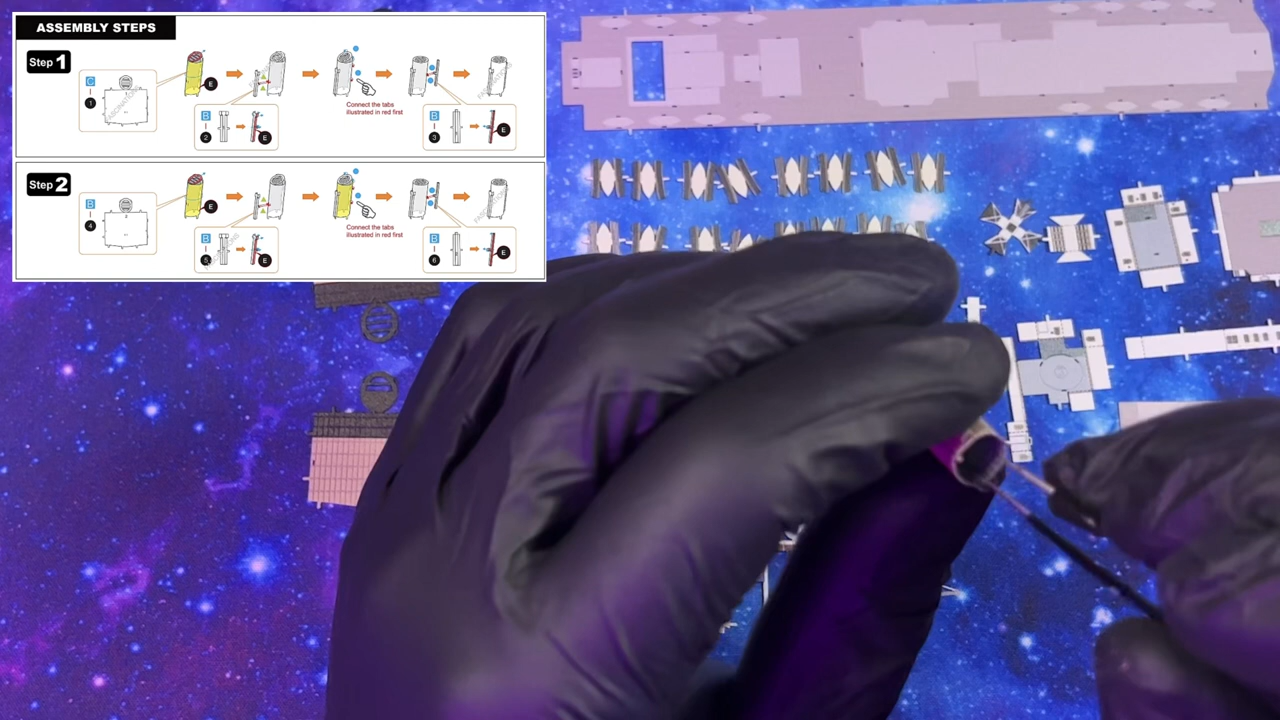 ASSEMBLY STEPS
Step 1
C
1
E
B
2
E
Connect the tabs
illustrated in red first
B
3
E
Step 2
B
4
E
B
5
E
Connect the tabs
illustrated in red first
B
6
E